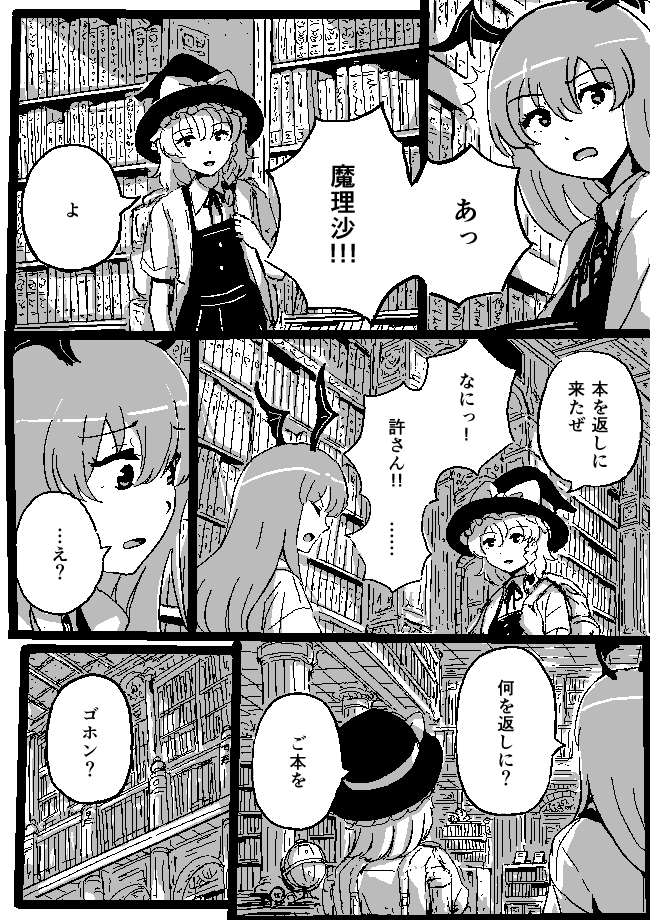 あっ
魔理沙!!!
よ
本を返しに
来たぜ
なにっ！
許さん!!
……
…え？
何を返しに？
ご本を
ゴホン？